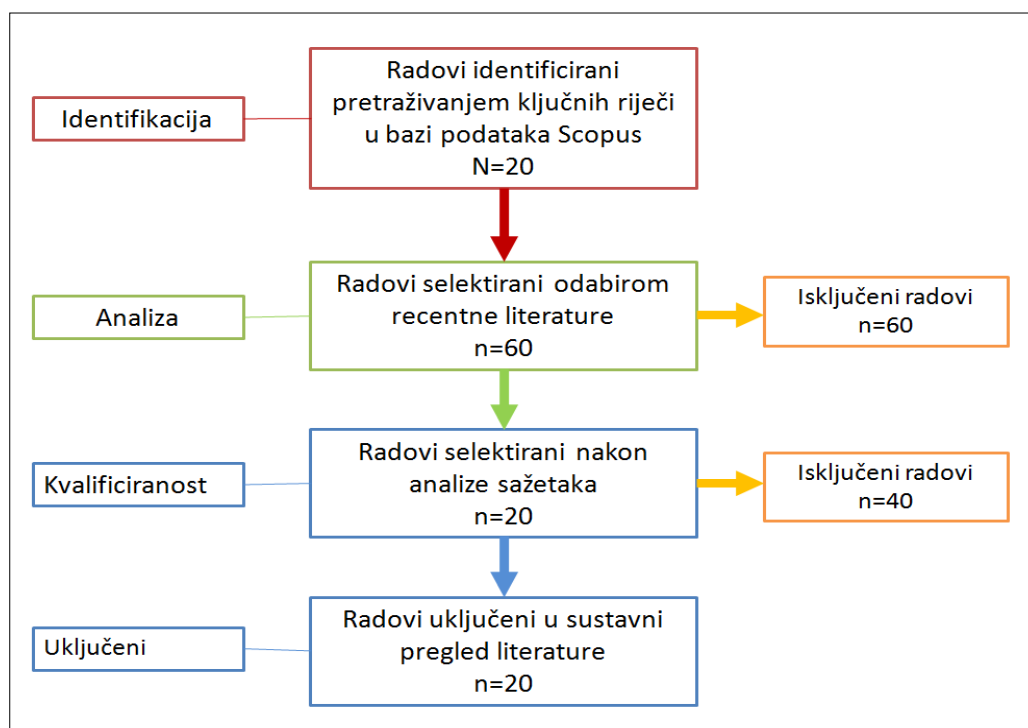 Identifikacija
Radovi identificirani
pretraživanjem ključnih riječi
u bazi podataka Scopus
N=20
Analiza
Radovi selektirani odabirom
recentne literature
n=60
Isključeni radovi
n=60
Kvalificiranost
Radovi selektirani nakon
analize sažetaka
n=20
Isključeni radovi
n=40
Uključeni
Radovi uključeni u sustavni
pregled literature
n=20